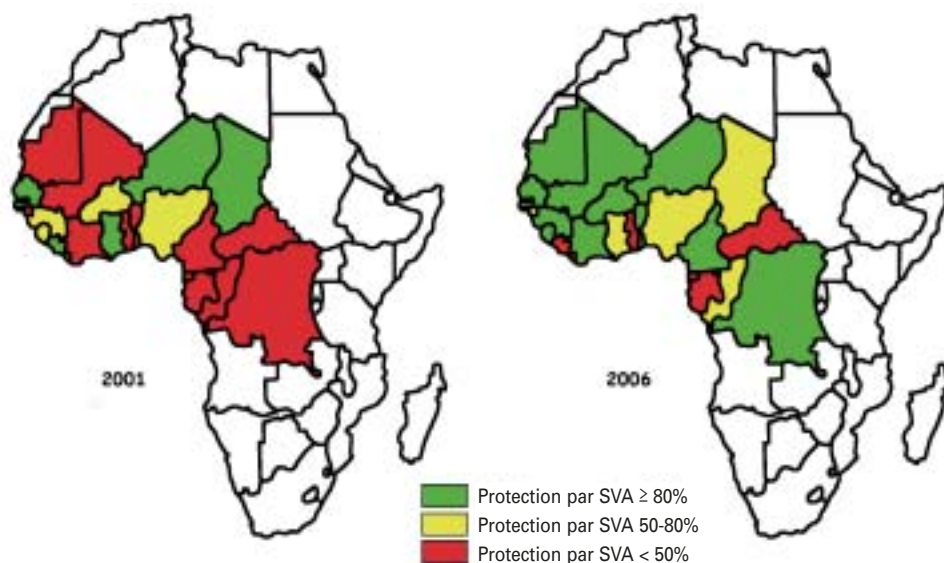 2001
2006
Protection par SVA ≥ 80%
Protection par SVA 50-80%
Protection par SVA < 50%